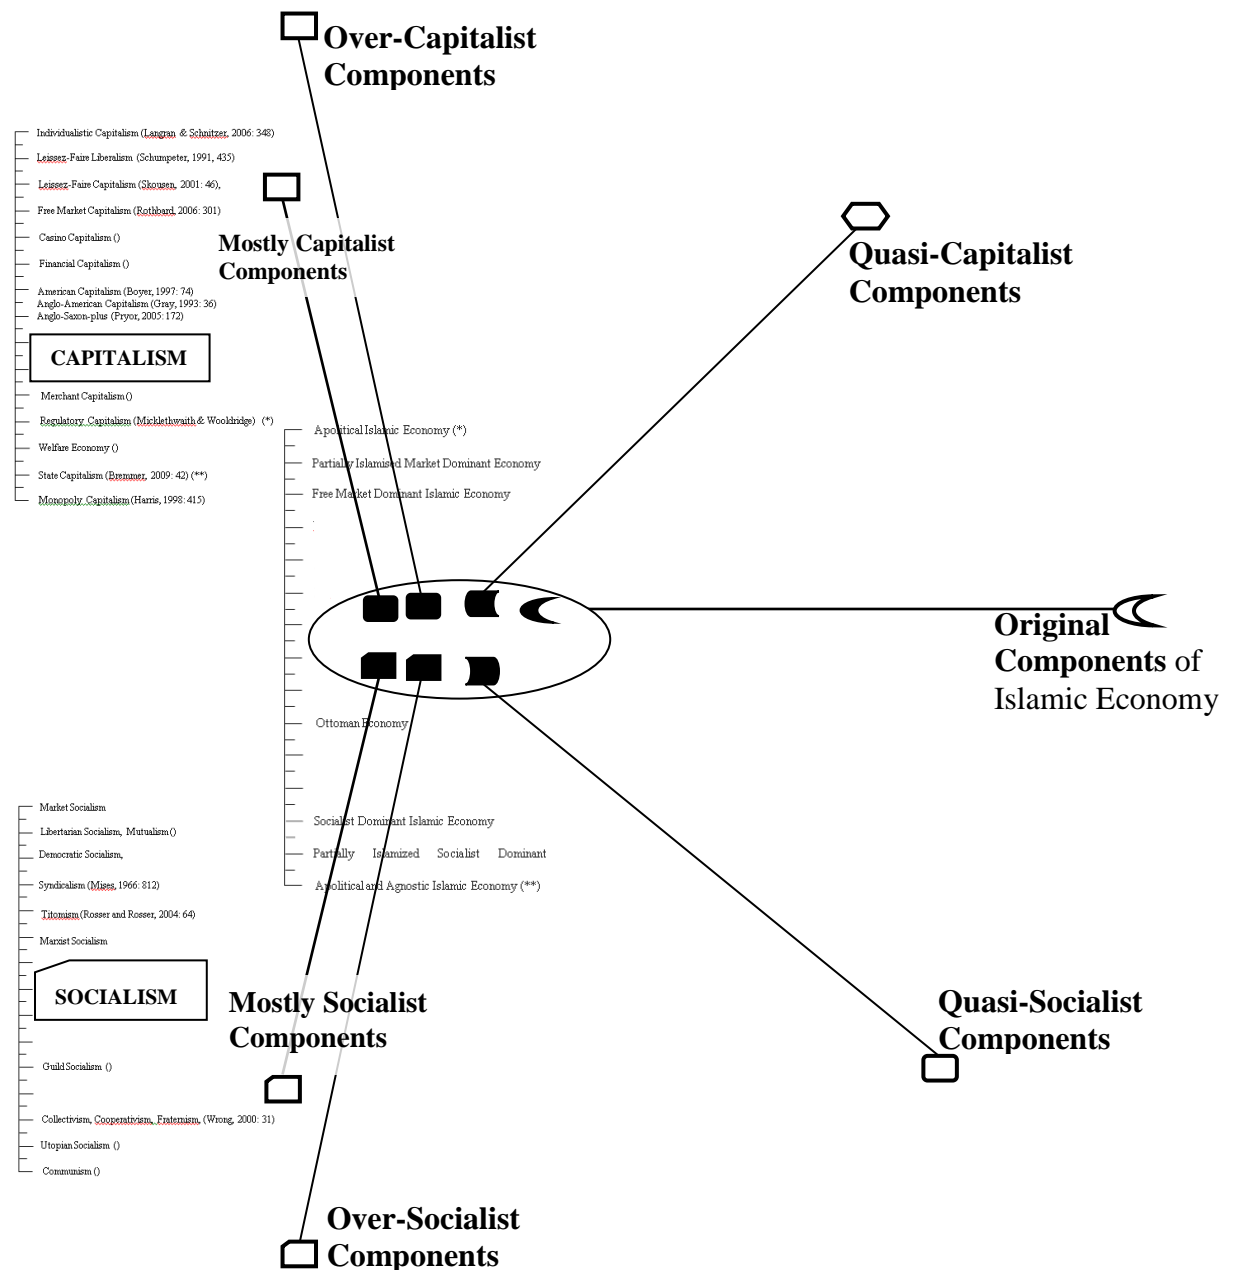 Over-Capitalist
Components
Individualistic Capitalism (Langran & Schnitzer, 2006: 348)
Leissez-Faire Liberalism (Schumpeter, 1991, 435)
Leissez-Faire Capitalism (Skousen, 2001: 46),
Free Market Capitalism (Rothbard, 2006: 301)
Casino Capitalism ()
Financial Capitalism ()
American Capitalism (Boyer, 1997: 74)
Anglo-American Capitalism (Gray, 1993: 36)
Anglo-Saxon-plus (Pryor, 2005: 172)
CAPITALISM
Merchant Capitalism ()
Regulatory Capitalism (Micklethwaith & Wooldridge) (*)
Welfare Economy ()
State Capitalism (Bremmer, 2009: 42) (**)
Monopoly Capitalism (Harris, 1998: 415)
Mostly Capitalist
Components
Quasi-Capitalist
Components
Apolitical Islamic Economy (*)
Partially Islamised Market Dominant Economy
Free Market Dominant Islamic Economy
:
Original
Components of
Islamic Economy
Ottoman Economy
Socialist Dominant Islamic Economy
Partially Islamized Socialist Dominant
Apolitical and Agnostic Islamic Economy (**)
Market Socialism
Libertarian Socialism, Mutualism ()
Democratic Socialism,
Syndicalism (Mises, 1966: 812)
Titomism (Rosser and Rosser, 2004: 64)
Marxist Socialism
SOCIALISM
Guild Socialism ()
Collectivism, Cooperativism, Fraternism, (Wrong, 2000: 31)
Utopian Socialism ()
Communism ()
Mostly Socialist
Components
Quasi-Socialist
Components
Over-Socialist
Components